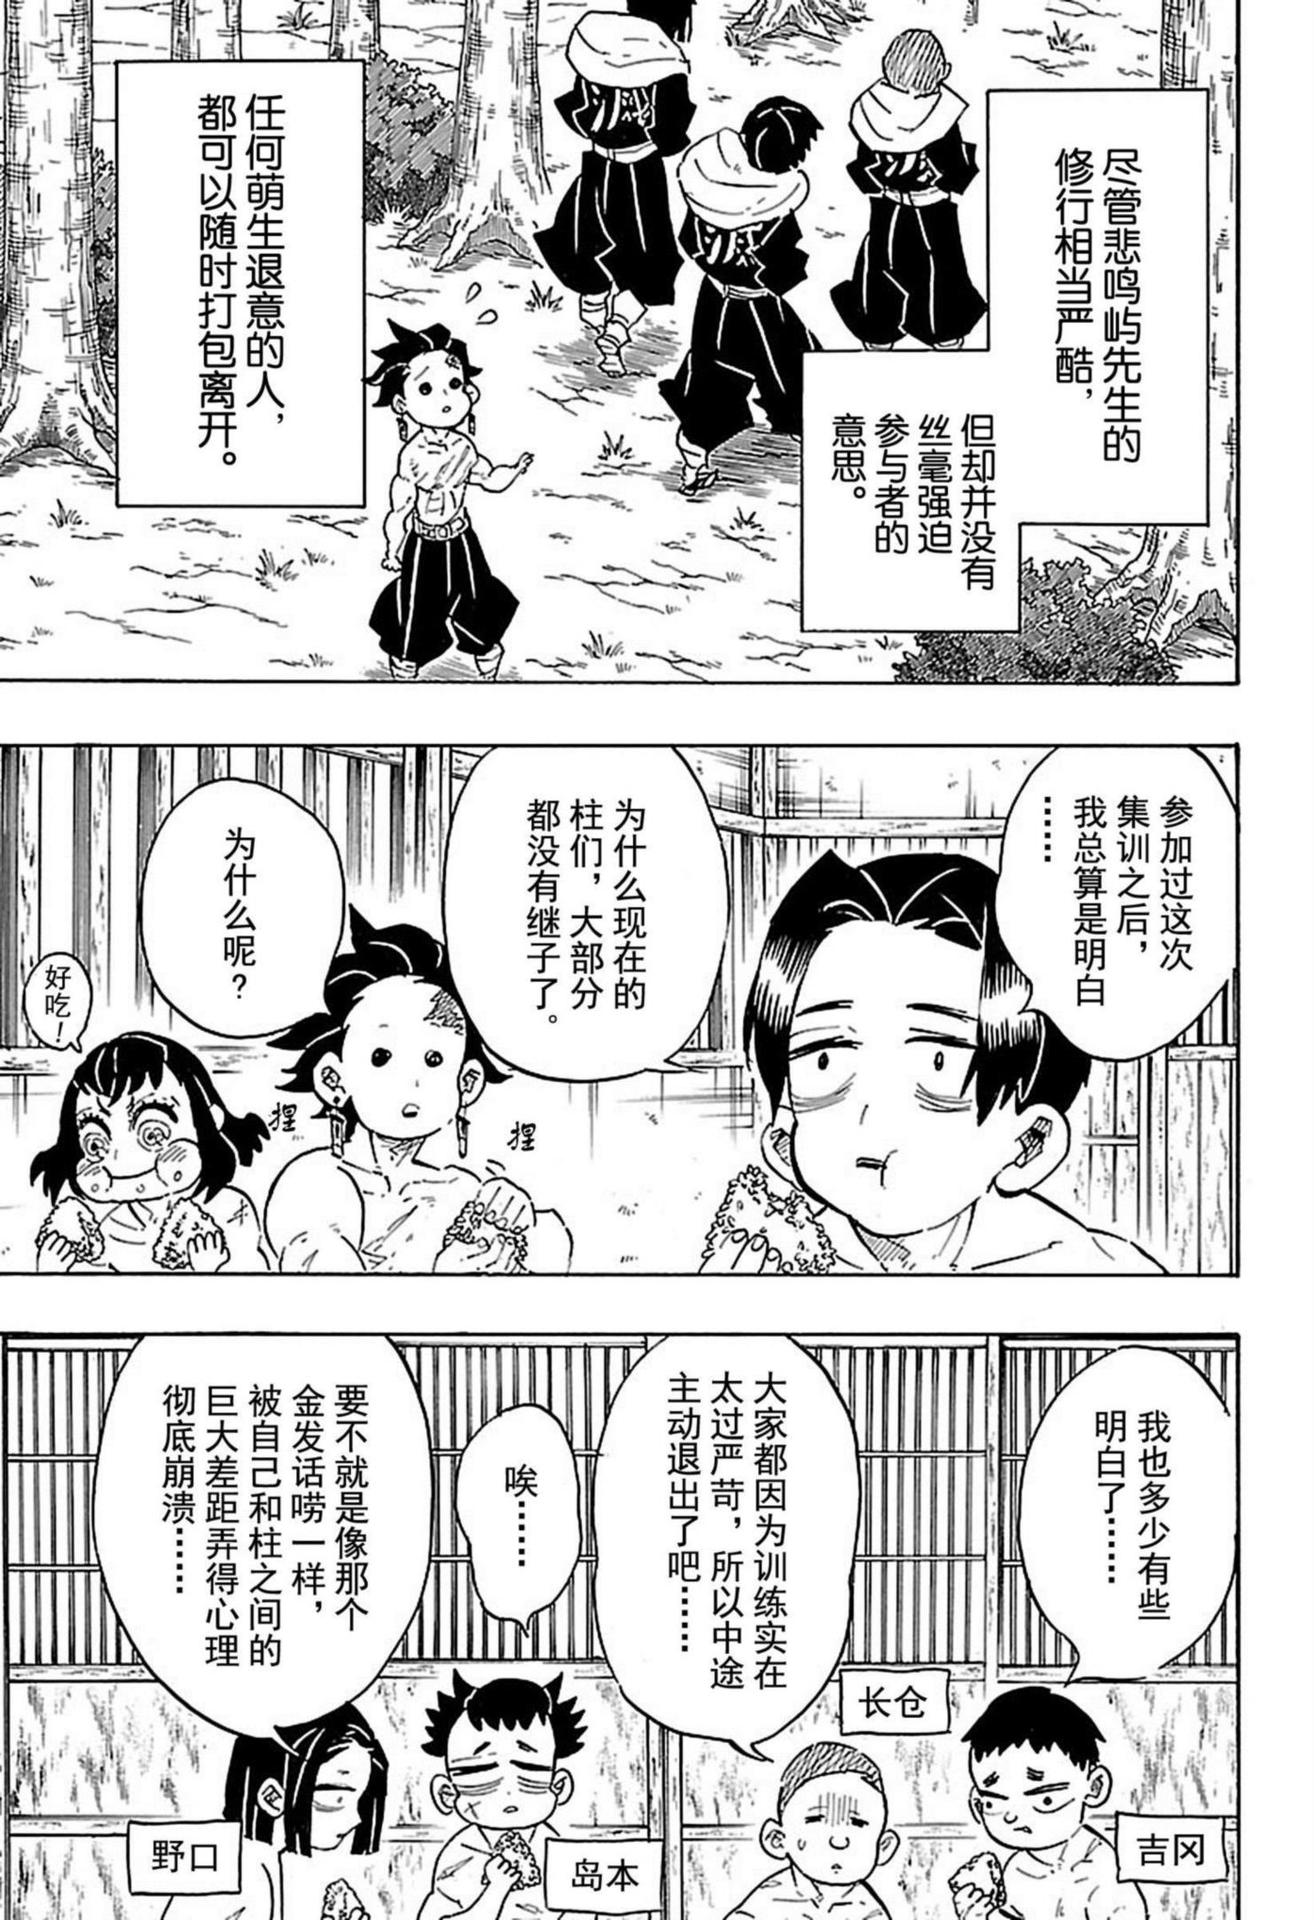 尽管悲鸣屿先生的
修行相当严酷，
但却并没有
丝毫强迫
参与者的
意思。
任何萌生退意的人，
都可以随时打包离开。
参加过这次
集训之后，
我总算是明白
……
为什么现在的
柱们，大部分
都没有继子了。
为什么呢？
捏
捏
好吃！
我也多少有些
明白了……
吉冈
大家都因为训练实在
太过严苛，所以中途
主动退出了吧……
长仓
唉……
岛本
要不就是像那个
金发话唠一样，
被自己和柱之间的
巨大差距弄得心理
彻底崩溃……
野口